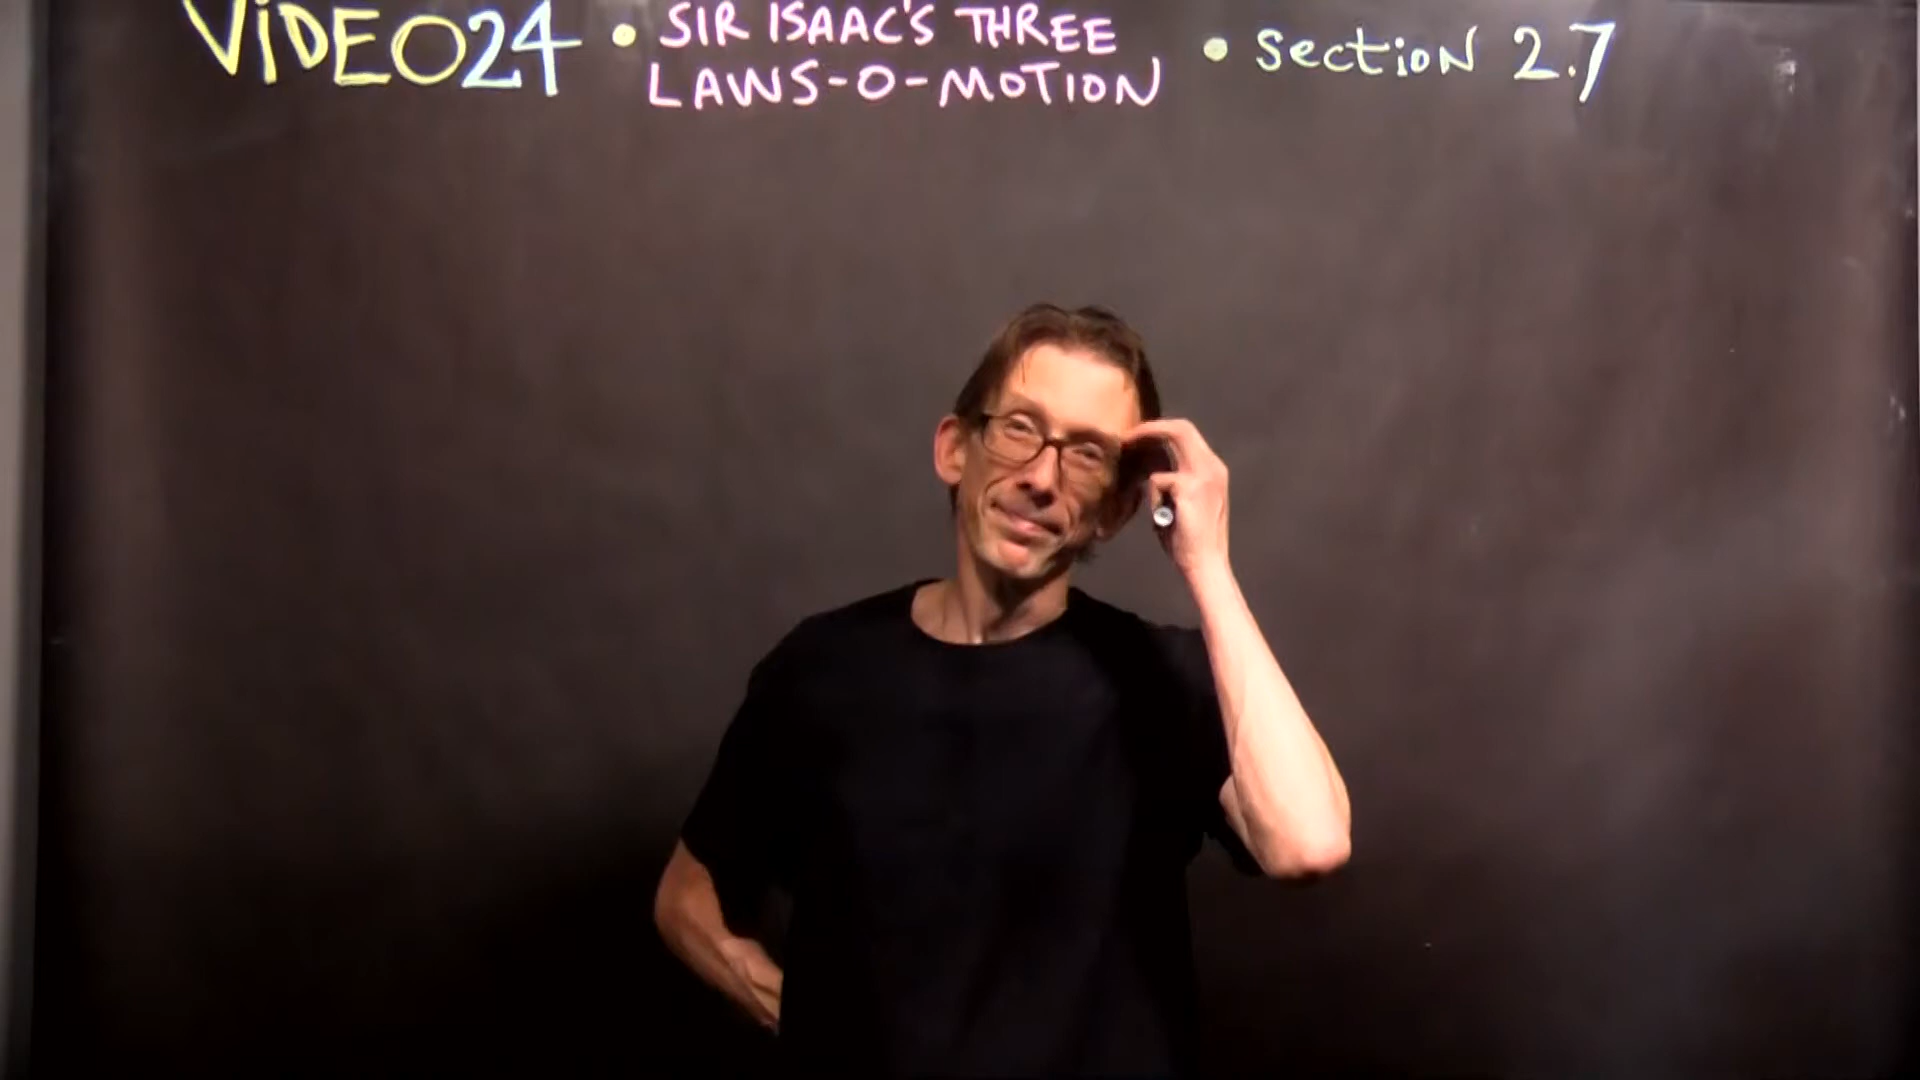 VIDEO24 • SIR ISAAC'S THREE • section 2.7
LAWS-O-MOTION